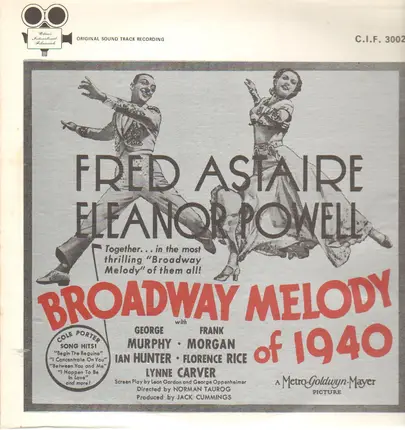 ORIGINAL SOUND TRACK RECORDING
C.I.F. 3002
FRED ASTAIRE
ELEANOR POWELL
Together... in the most
thrilling "Broadway
Melody" of them all!
BROADWAY MELODY
of 1940
with
GEORGE FRANK
MURPHY • MORGAN
IAN HUNTER • FLORENCE RICE
LYNNE CARVER
Screen Play by Leon Gordon and George Oppenheimer
Directed by NORMAN TAUROG
Produced by JACK CUMMINGS
COLE PORTER
SONG HITS!
"Begin The Beguine"
"I Concentrate On You"
"Between You and Me"
"I Happen To Be
In Love"
and more!
A Metro-Goldwyn-Mayer
PICTURE